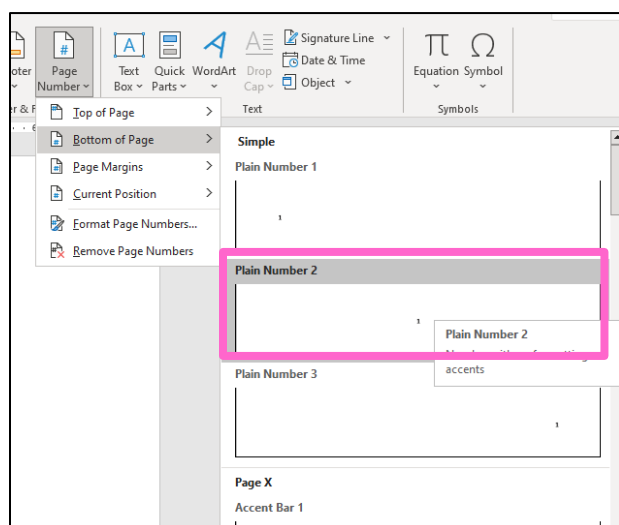 Signature Line
Date & Time
Object
oter
Page Number
Text Box
Quick Parts
WordArt
Drop Cap
Equation
Symbol
er & F
Text
Symbols
Top of Page
Bottom of Page
Page Margins
Current Position
Format Page Numbers...
Remove Page Numbers
Simple
Plain Number 1
1
Plain Number 2
1
Plain Number 2
accents
Plain Number 3
1
Page X
Accent Bar 1